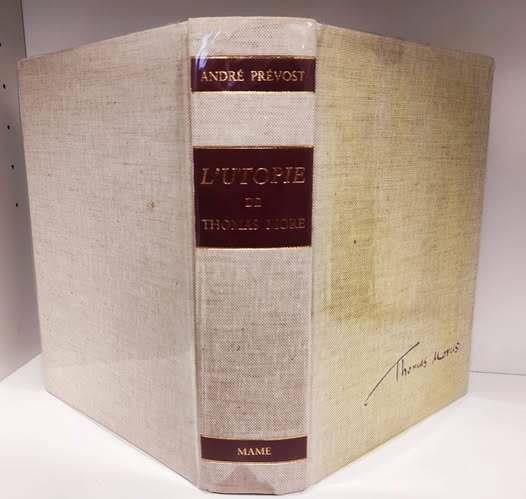 ANDRÉ PRÉVOST
L'UTOPIE
DE
THOMAS MORE
MAME
Thomas Morus